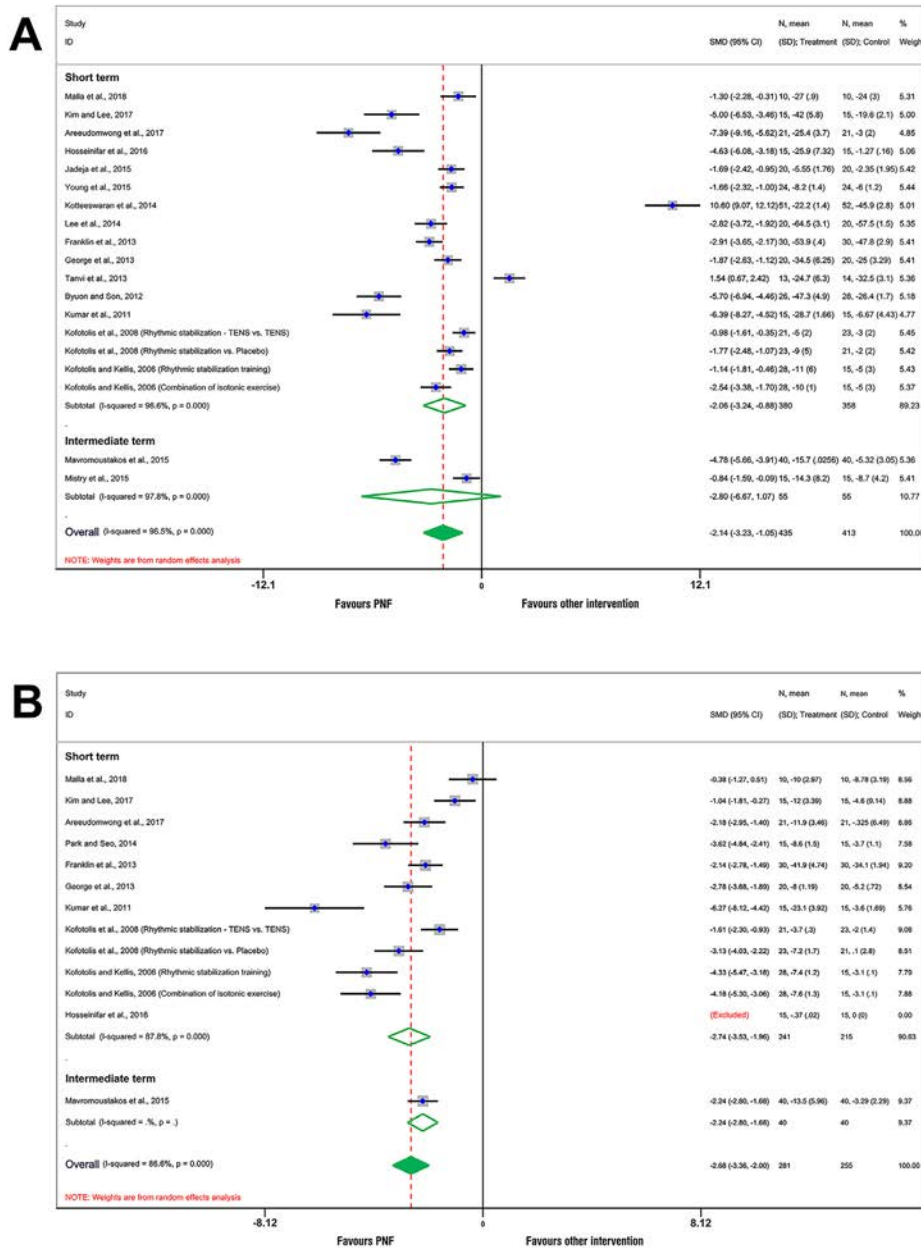 A
Study N, mean N, mean %
ID SMD (95% CI) (SD); Treatment (SD); Control Weigh
Short term
Malla et al., 2018 -1.30 (-2.28, -0.31) 10, -27 (.9) 10, -24 (3) 5.31
Kim and Lee, 2017 -5.00 (-6.53, -3.46) 15, -42 (5.8) 15, -19.6 (2.1) 5.00
Areeudomwong et al., 2017 -7.39 (-9.16, -5.62) 21, -25.4 (3.7) 21, -3 (2) 4.85
Hosseinifar et al., 2016 -4.63 (-6.08, -3.18) 15, -25.9 (7.32) 15, -1.27 (.16) 5.06
Jadeja et al., 2015 -1.69 (-2.42, -0.95) 20, -5.55 (1.76) 20, -2.35 (1.95) 5.42
Young et al., 2015 -1.66 (-2.32, -1.00) 24, -8.2 (1.4) 24, -6 (1.2) 5.44
Kotteeswaran et al., 2014 10.60 (9.07, 12.12) 51, -22.2 (1.4) 52, -45.9 (2.8) 5.01
Lee et al., 2014 -2.82 (-3.72, -1.92) 20, -64.5 (3.1) 20, -57.5 (1.5) 5.35
Franklin et al., 2013 -2.91 (-3.65, -2.17) 30, -53.9 (.4) 30, -47.8 (2.9) 5.41
George et al., 2013 -1.87 (-2.63, -1.12) 20, -34.5 (6.25) 20, -25 (3.29) 5.41
Tanvi et al., 2013 1.54 (0.67, 2.42) 13, -24.7 (6.3) 14, -32.5 (3.1) 5.36
Byuon and Son, 2012 -5.70 (-6.94, -4.46) 26, -47.3 (4.9) 28, -26.4 (1.7) 5.18
Kumar et al., 2011 -6.39 (-8.27, -4.52) 15, -28.7 (1.66) 15, -6.67 (4.43) 4.77
Kofotolis et al., 2008 (Rhythmic stabilization - TENS vs. TENS) -0.98 (-1.61, -0.35) 21, -5 (2) 23, -3 (2) 5.45
Kofotolis et al., 2008 (Rhythmic stabilization vs. Placebo) -1.77 (-2.48, -1.07) 23, -9 (5) 21, -2 (2) 5.42
Kofotolis and Kellis, 2006 (Rhythmic stabilization training) -1.14 (-1.81, -0.46) 28, -11 (6) 15, -5 (3) 5.43
Kofotolis and Kellis, 2006 (Combination of isotonic exercise) -2.54 (-3.38, -1.70) 28, -10 (1) 15, -5 (3) 5.37
Subtotal (I-squared = 96.6%, p = 0.000) -2.06 (-3.24, -0.88) 380 358 89.23
.
Intermediate term
Mavromoustakos et al., 2015 -4.78 (-5.66, -3.91) 40, -15.7 (.0256) 40, -5.32 (3.05) 5.36
Mistry et al., 2015 -0.84 (-1.59, -0.09) 15, -14.3 (8.2) 15, -8.7 (4.2) 5.41
Subtotal (I-squared = 97.8%, p = 0.000) -2.80 (-6.67, 1.07) 55 55 10.77
.
Overall (I-squared = 96.5%, p = 0.000) -2.14 (-3.23, -1.05) 435 413 100.00
NOTE: Weights are from random effects analysis
-12.1 0 12.1
Favours PNF Favours other intervention
B
Study N, mean N, mean %
ID SMD (95% CI) (SD); Treatment (SD); Control Weigh
Short term
Malla et al., 2018 -0.38 (-1.27, 0.51) 10, -10 (2.97) 10, -8.78 (3.19) 8.56
Kim and Lee, 2017 -1.04 (-1.81, -0.27) 15, -12 (3.39) 15, -4.6 (9.14) 8.88
Areeudomwong et al., 2017 -2.18 (-2.95, -1.40) 21, -11.9 (3.46) 21, -.325 (6.49) 8.85
Park and Seo, 2014 -3.62 (-4.84, -2.41) 15, -8.6 (1.5) 15, -3.7 (1.1) 7.58
Franklin et al., 2013 -2.14 (-2.78, -1.49) 30, -41.9 (4.74) 30, -34.1 (1.94) 9.20
George et al., 2013 -2.78 (-3.68, -1.89) 20, -8 (1.19) 20, -5.2 (.72) 8.54
Kumar et al., 2011 -6.27 (-8.12, -4.42) 15, -23.1 (3.92) 15, -3.6 (1.69) 5.76
Kofotolis et al., 2008 (Rhythmic stabilization - TENS vs. TENS) -1.61 (-2.30, -0.93) 21, -3.7 (.3) 23, -2 (1.4) 9.08
Kofotolis et al., 2008 (Rhythmic stabilization vs. Placebo) -3.13 (-4.03, -2.22) 23, -7.2 (1.7) 21, .1 (2.8) 8.51
Kofotolis and Kellis, 2006 (Rhythmic stabilization training) -4.33 (-5.47, -3.18) 28, -7.4 (1.2) 15, -3.1 (.1) 7.79
Kofotolis and Kellis, 2006 (Combination of isotonic exercise) -4.18 (-5.30, -3.06) 28, -7.6 (1.3) 15, -3.1 (.1) 7.88
Hosseinifar et al., 2016 (Excluded) 15, -.37 (.02) 15, 0 (0) 0.00
Subtotal (I-squared = 87.8%, p = 0.000) -2.74 (-3.53, -1.96) 241 215 90.63
.
Intermediate term
Mavromoustakos et al., 2015 -2.24 (-2.80, -1.68) 40, -13.5 (5.96) 40, -3.29 (2.29) 9.37
Subtotal (I-squared = .%, p = .) -2.24 (-2.80, -1.68) 40 40 9.37
.
Overall (I-squared = 86.6%, p = 0.000) -2.68 (-3.36, -2.00) 281 255 100.00
NOTE: Weights are from random effects analysis
-8.12 0 8.12
Favours PNF Favours other intervention